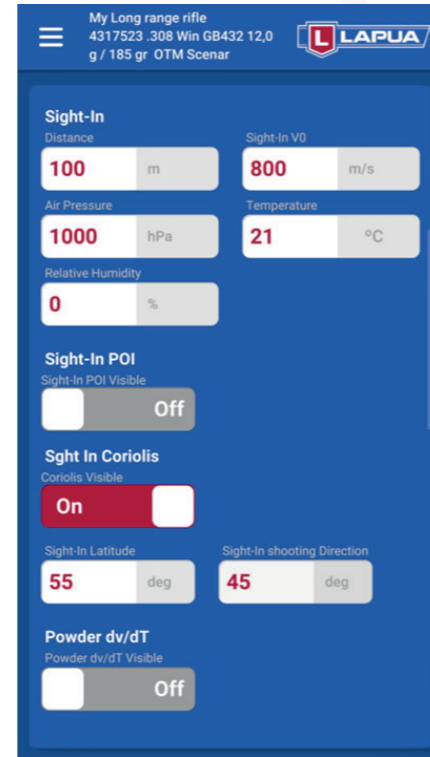 My Long range rifle
4317523 .308 Win GB432 12,0
g / 185 gr OTM Scenar
L LAPUA
Sight-In
Distance Sight-In V0
100 m 800 m/s
Air Pressure Temperature
1000 hPa 21 °C
Relative Humidity
0 %
Sight-In POI
Sight-In POI Visible
Off
Sght In Coriolis
Coriolis Visible
On
Sight-In Latitude Sight-In shooting Direction
55 deg 45 deg
Powder dv/dT
Powder dv/dT Visible
Off